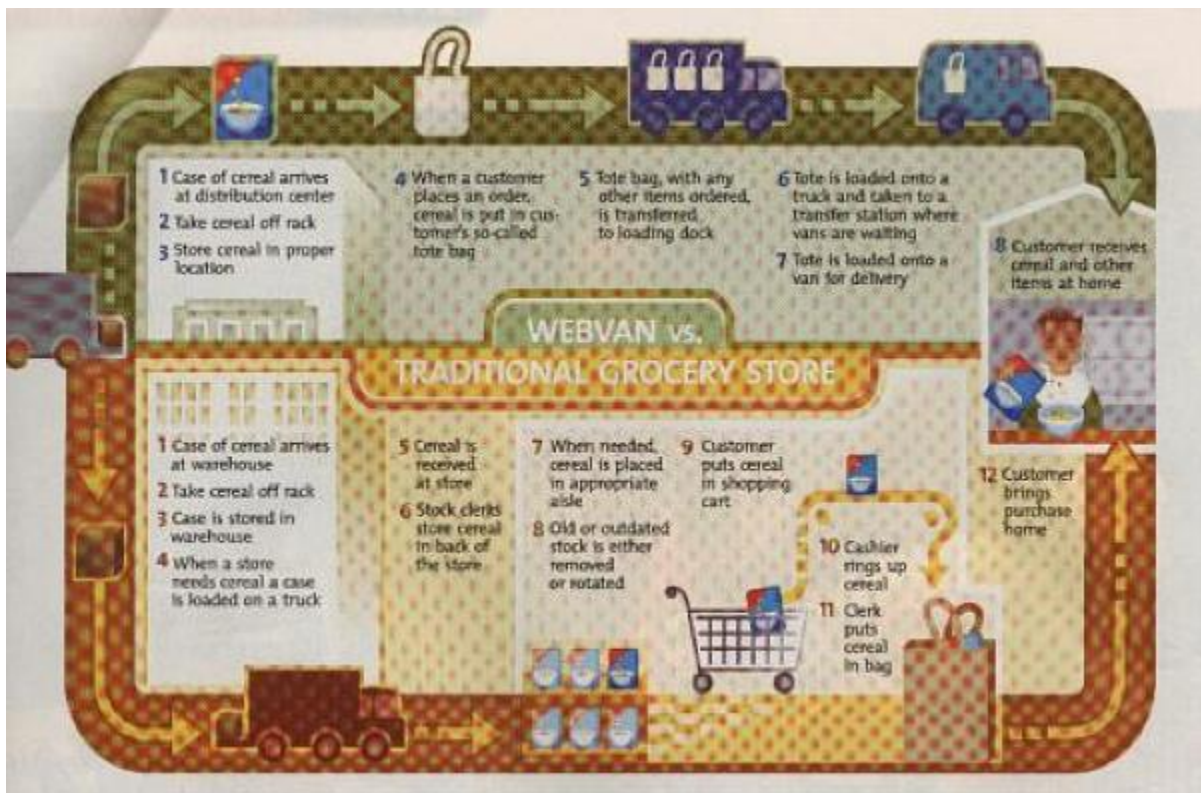 1 Case of cereal arrives
at distribution center
2 Take cereal off rack
3 Store cereal in proper
location
4 When a customer
places an order,
cereal is put in cus-
tomer's so-called
tote bag
5 Tote bag, with any
other items ordered,
is transferred
to loading dock
6 Tote is loaded onto a
truck and taken to a
transfer station where
vans are waiting
7 Tote is loaded onto a
van for delivery
8 Customer receives
cereal and other
items at home
WEBVAN vs.
TRADITIONAL GROCERY STORE
1 Case of cereal arrives
at warehouse
2 Take cereal off rack
3 Case is stored in
warehouse
4 When a store
needs cereal a case
is loaded on a truck
5 Cereal is
received
at store
6 Stock clerks
store cereal
in back of
the store
7 When needed,
cereal is placed
in appropriate
aisle
8 Old or outdated
stock is either
removed
or rotated
9 Customer
puts cereal
in shopping
cart
10 Cashier
rings up
cereal
11 Clerk
puts
cereal
in bag
12 Customer
brings
purchase
home